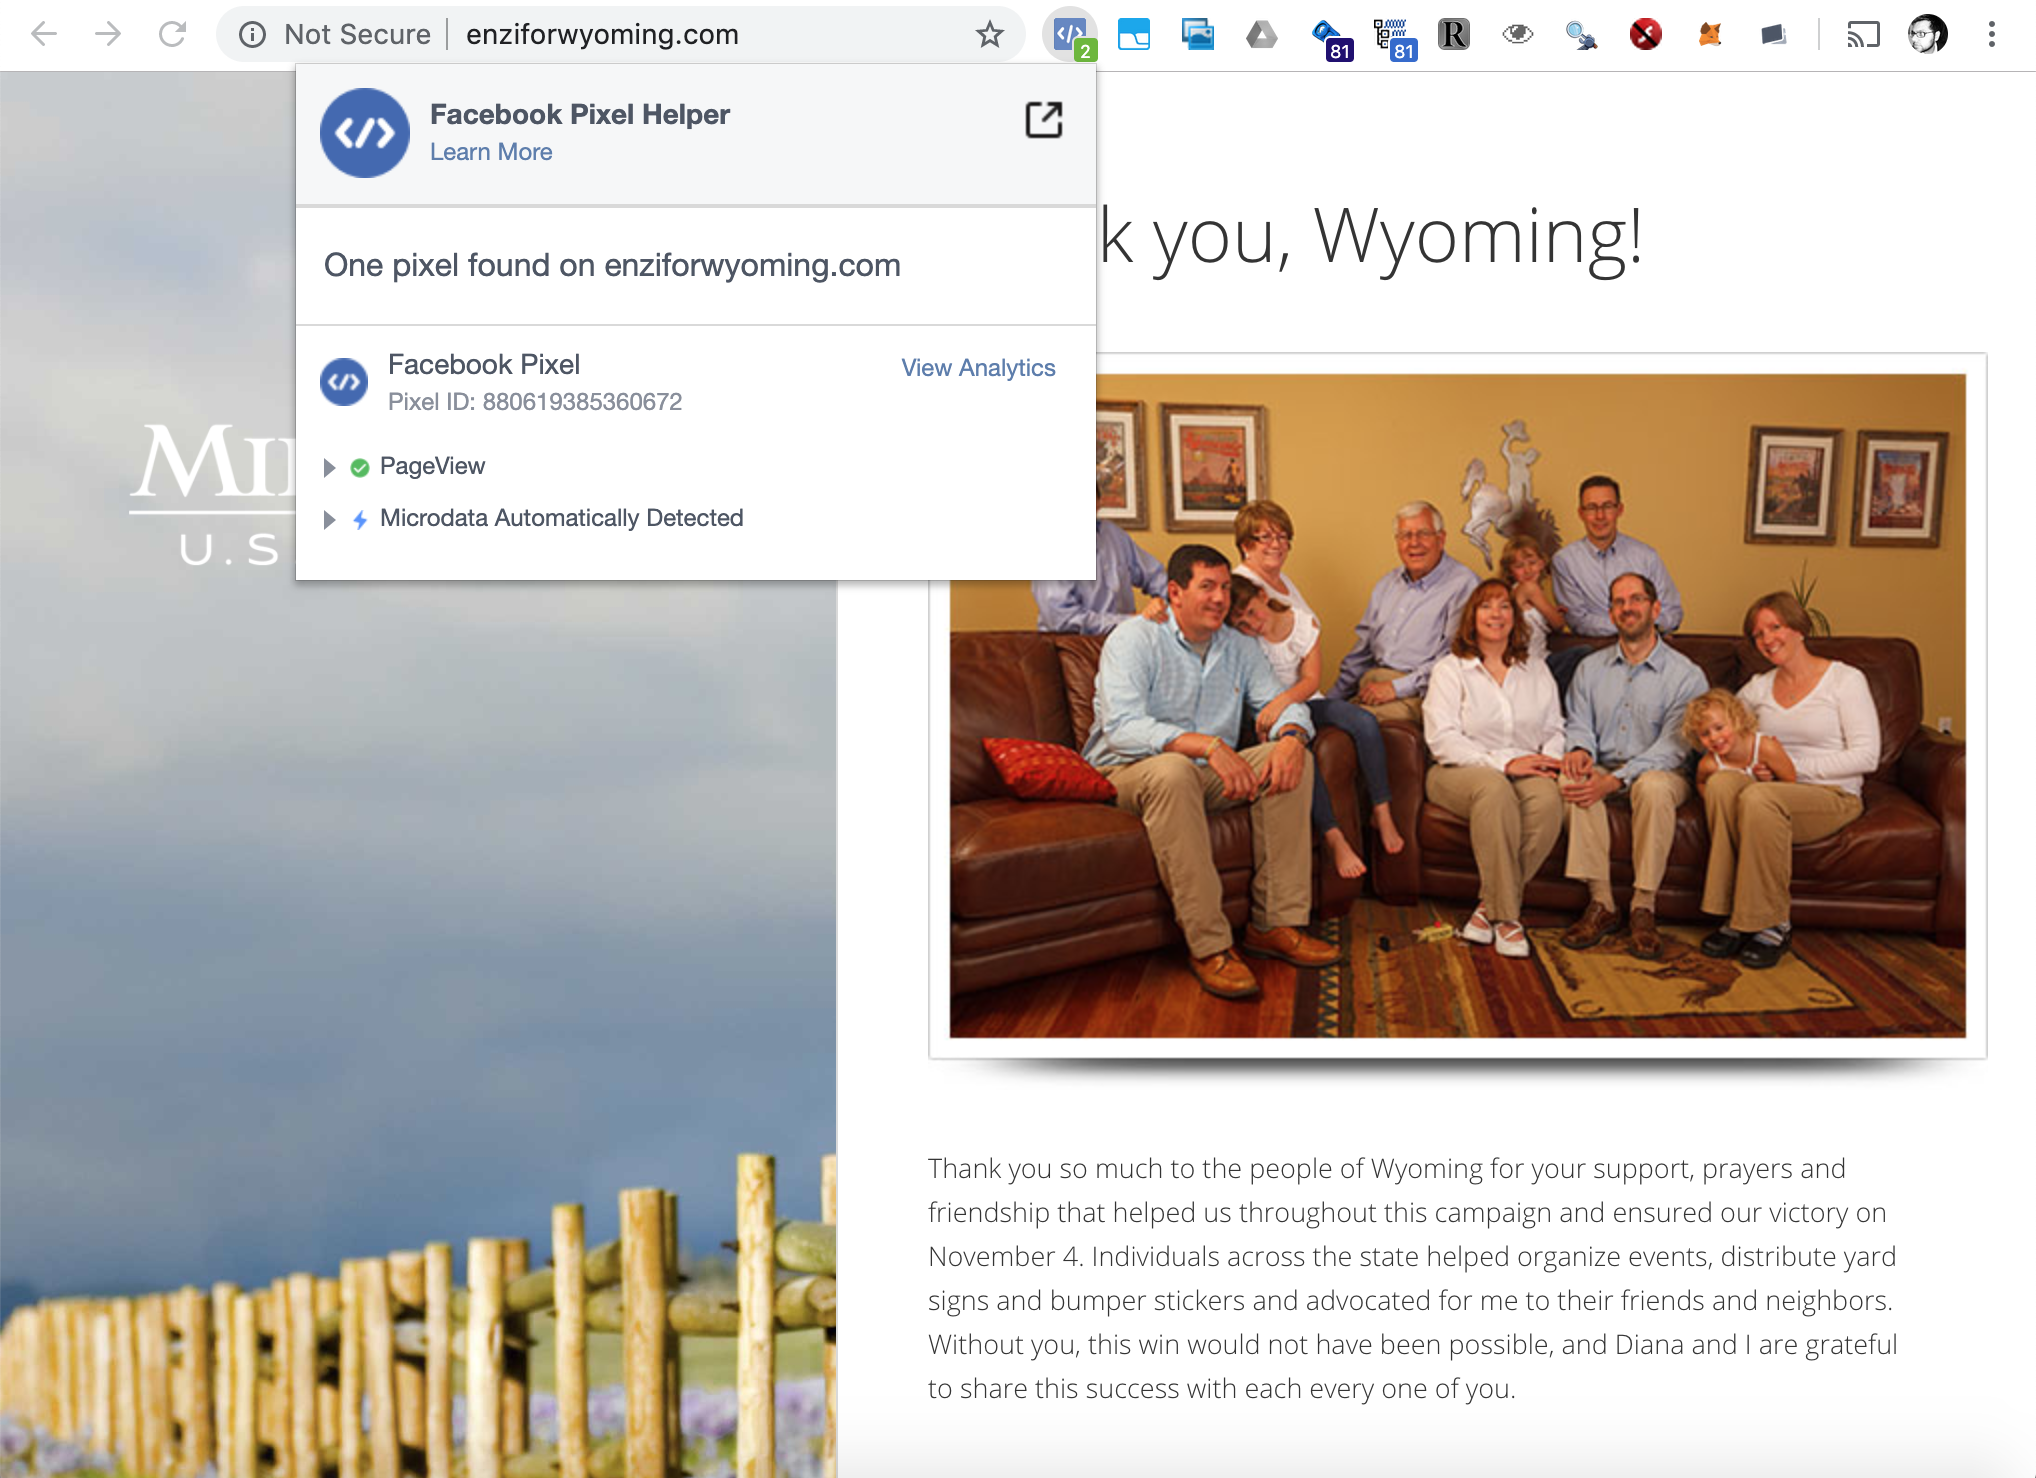 Not Secure
enziforwyoming.com
2
81
81
R
Facebook Pixel Helper
Learn More
One pixel found on enziforwyoming.com
Facebook Pixel
View Analytics
Pixel ID: 880619385360672
PageView
Microdata Automatically Detected
k you, Wyoming!
U.S
Thank you so much to the people of Wyoming for your support, prayers and
friendship that helped us throughout this campaign and ensured our victory on
November 4. Individuals across the state helped organize events, distribute yard
signs and bumper stickers and advocated for me to their friends and neighbors.
Without you, this win would not have been possible, and Diana and I are grateful
to share this success with each every one of you.